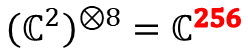 (ℂ²)^{⊗8} = ℂ^{256}